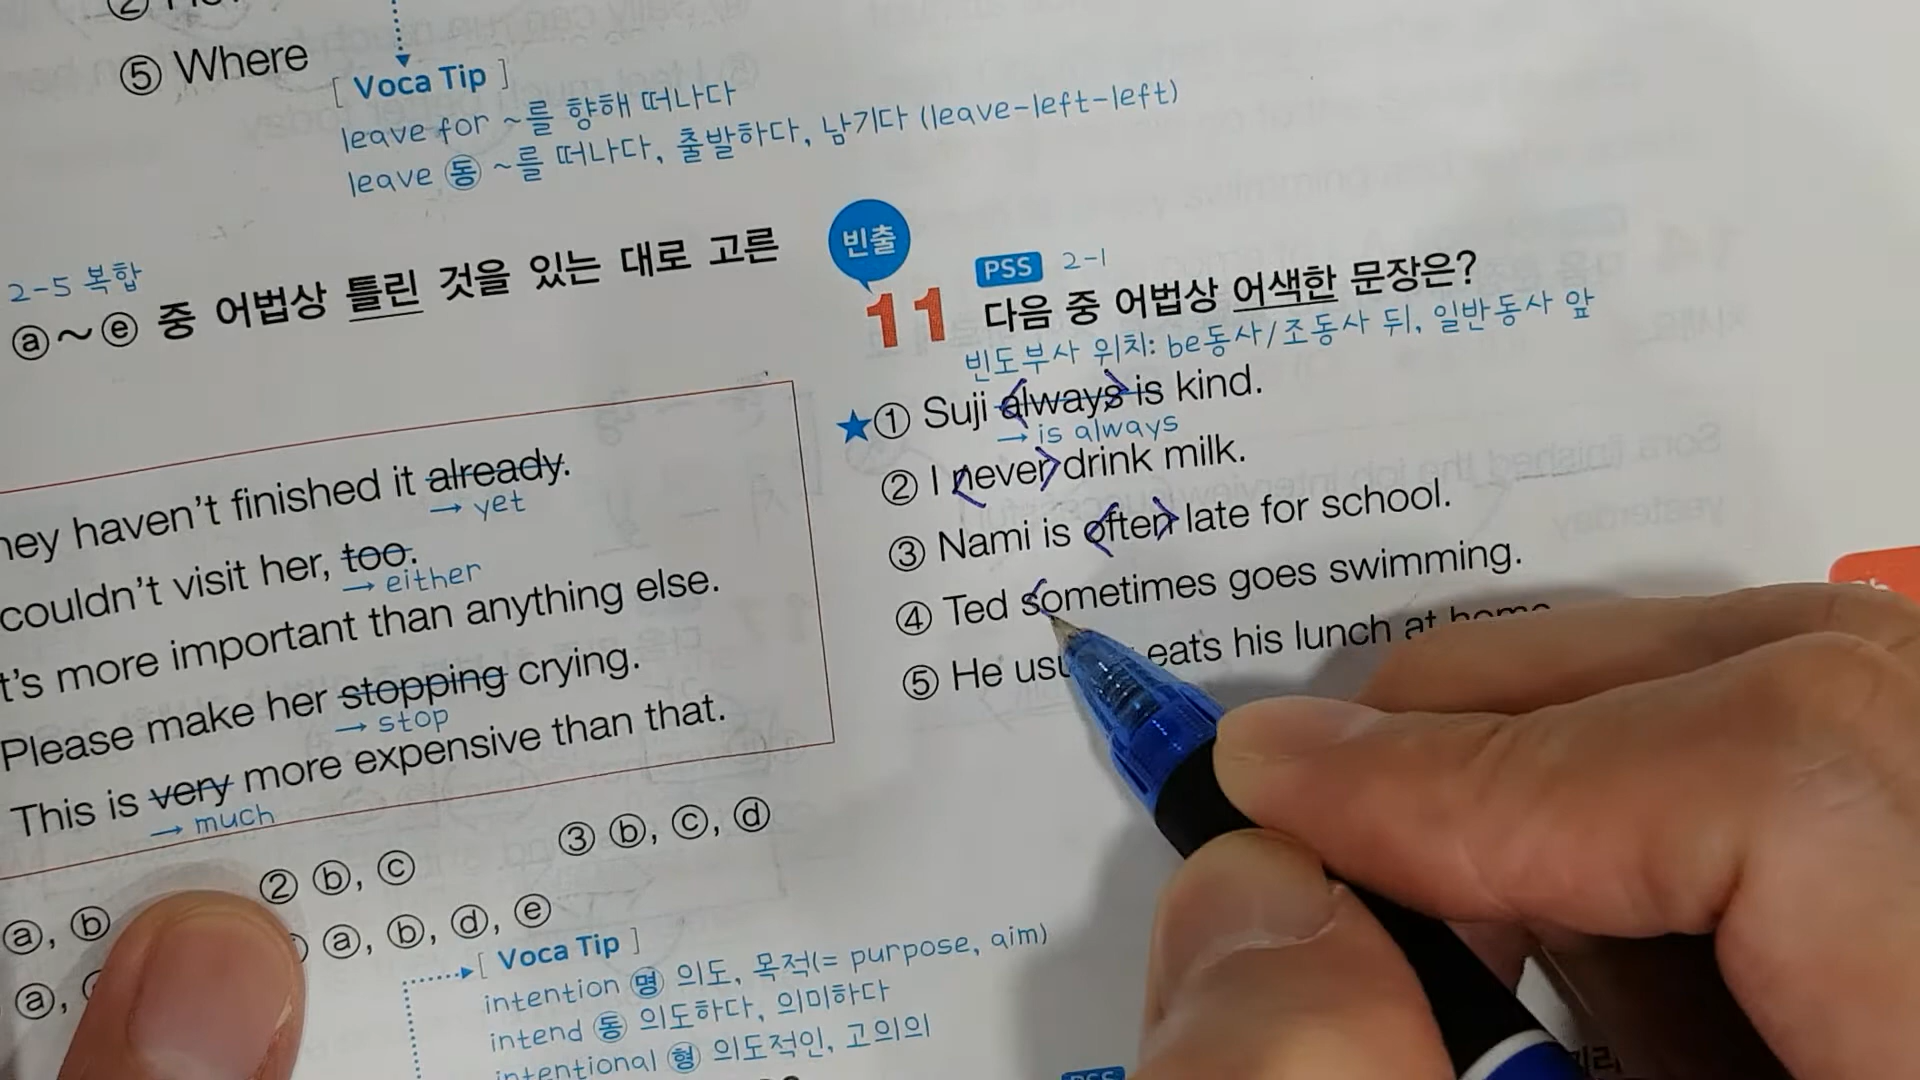 ⑤ Where
[ Voca Tip ]
leave for ~를 향해 떠나다
leave 동 ~를 떠나다, 출발하다, 남기다 (leave-left-left)
2-5 복합
ⓐ～ⓔ 중 어법상 틀린 것을 있는 대로 고른
hey haven't finished it already.
→ yet
couldn't visit her, too.
→ either
t's more important than anything else.
Please make her stopping crying.
→ stop
This is very more expensive than that.
→ much
ⓐ, ⓑ
② ⓑ, ⓒ
③ ⓑ, ⓒ, ⓓ
ⓐ, ⓑ, ⓓ, ⓔ
ⓐ,
[ Voca Tip ]
intention 명 의도, 목적(= purpose, aim)
intend 동 의도하다, 의미하다
intentional 형 의도적인, 고의의
빈출
11
PSS 2-1
다음 중 어법상 어색한 문장은?
빈도부사 위치: be동사/조동사 뒤, 일반동사 앞
★① Suji always is kind.
→ is always
② I never drink milk.
③ Nami is often late for school.
④ Ted sometimes goes swimming.
⑤ He eats his lunch at home
PSS